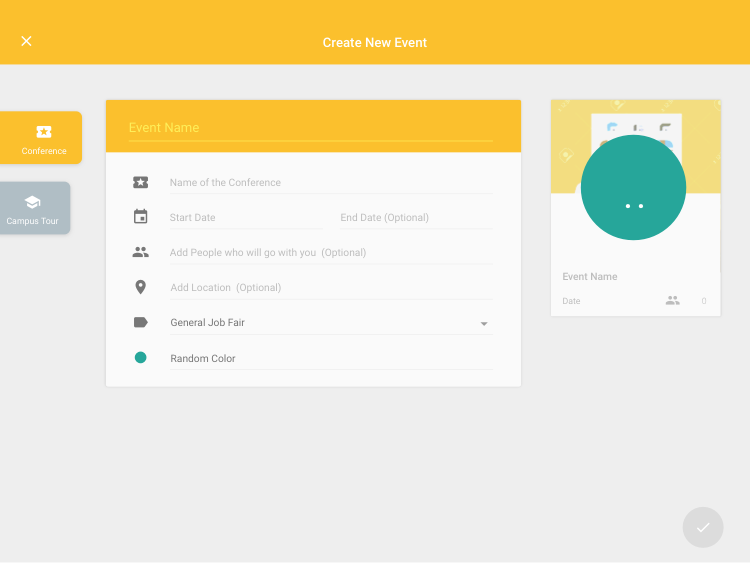 Create New Event
Conference
Campus Tour
Event Name
Name of the Conference
Start Date
End Date (Optional)
Add People who will go with you (Optional)
Add Location (Optional)
General Job Fair
Random Color
Event Name
Date
0